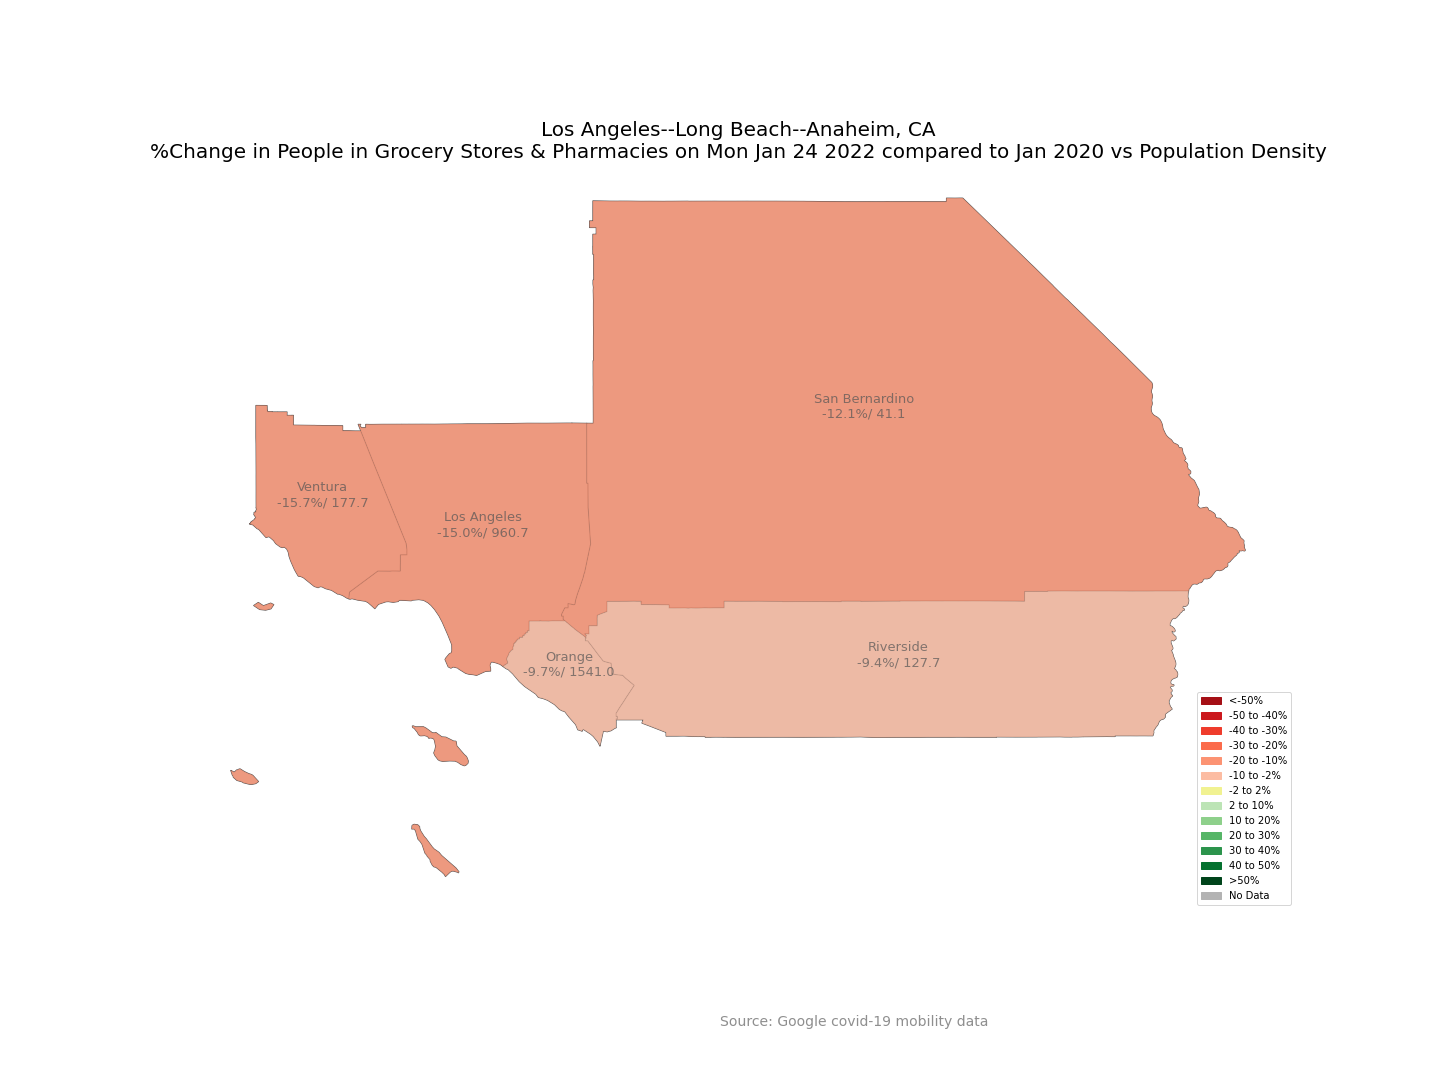 Los Angeles--Long Beach--Anaheim, CA
%Change in People in Grocery Stores & Pharmacies on Mon Jan 24 2022 compared to Jan 2020 vs Population Density
San Bernardino
-12.1%/ 41.1
Ventura
-15.7%/ 177.7
Los Angeles
-15.0%/ 960.7
Riverside
-9.4%/ 127.7
Orange
-9.7%/ 1541.0
<-50%
-50 to -40%
-40 to -30%
-30 to -20%
-20 to -10%
-10 to -2%
-2 to 2%
2 to 10%
10 to 20%
20 to 30%
30 to 40%
40 to 50%
>50%
No Data
Source: Google covid-19 mobility data